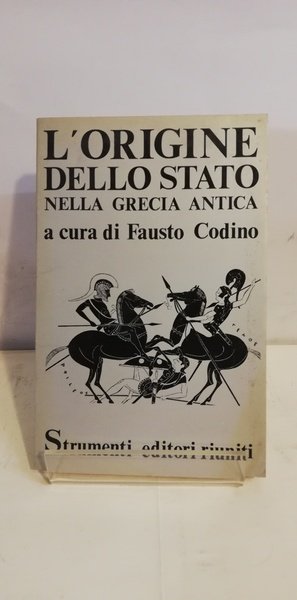 L'ORIGINE
DELLO STATO
NELLA GRECIA ANTICA
a cura di Fausto Codino
Strumenti editori riuniti